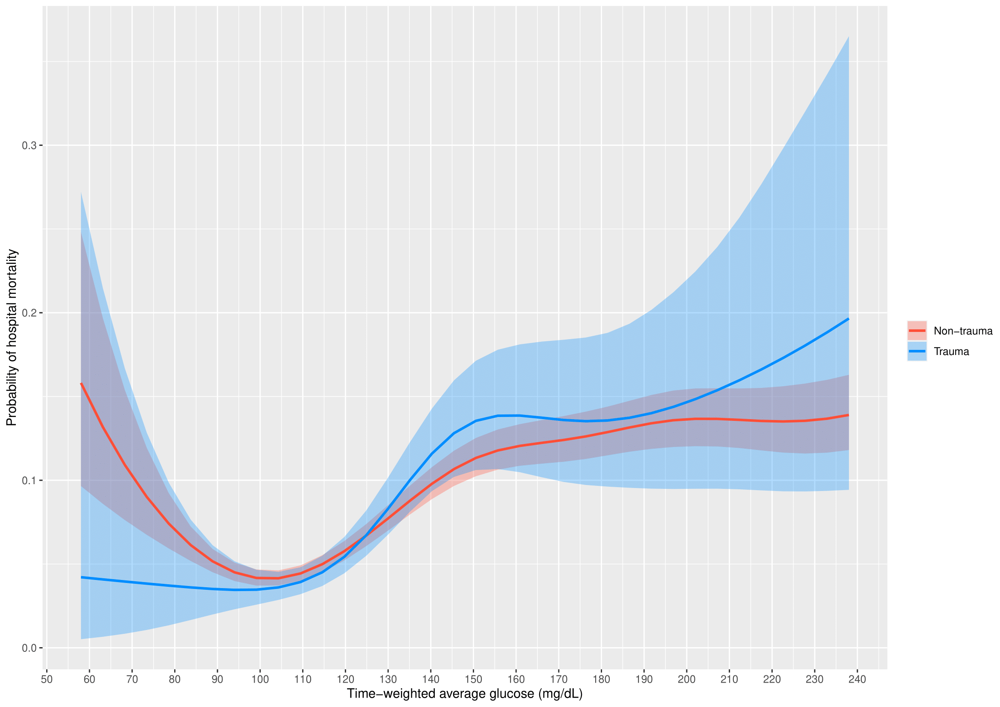 Probability of hospital mortality
0.3
0.2
0.1
0.0
50 60 70 80 90 100 110 120 130 140 150 160 170 180 190 200 210 220 230 240
Time−weighted average glucose (mg/dL)
Non−trauma
Trauma